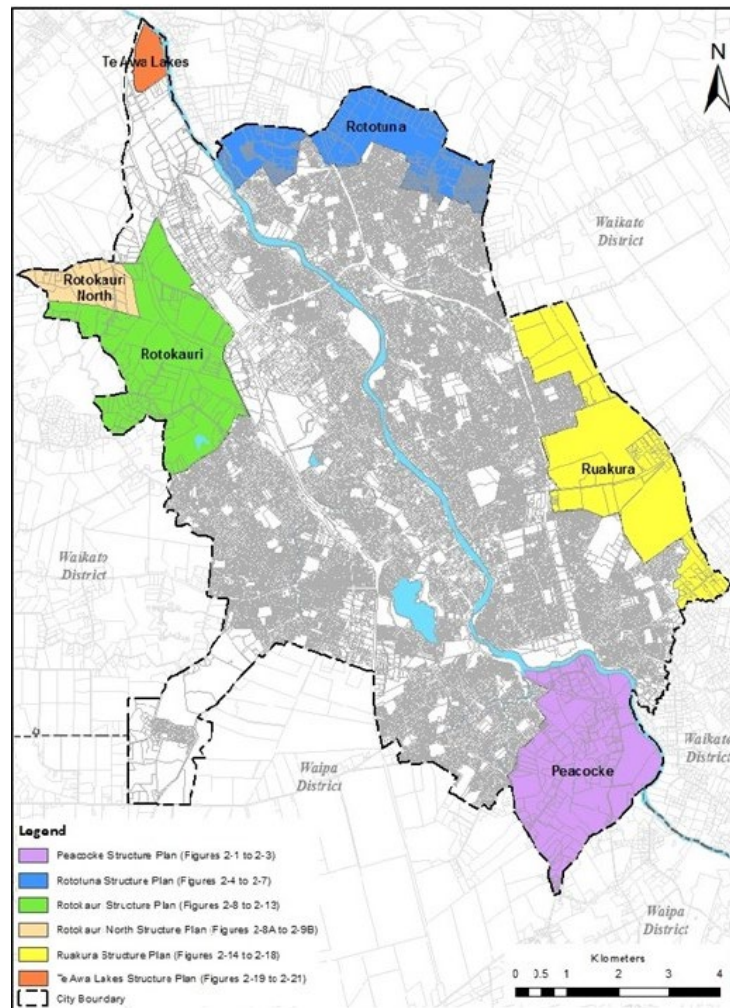 Te Awa Lakes
N
Rototuna
Waikato
District
Rotokauri
North
Rotokauri
Ruakura
Waikato
District
Waikato
District
Waipa
District
Peacocke
Waipa
District
Legend
Peacocke Structure Plan (Figures 2-1 to 2-3)
Rototuna Structure Plan (Figures 2-4 to 2-7)
Rotokaur Structure Plan (Figures 2-8 to 2-13)
Rotokaur North Structure Plan (Figures 2-8A to 2-9B)
Ruakura Structure Plan (Figures 2-14 to 2-18)
Te Awa Lakes Structure Plan (Figures 2-19 to 2-21)
City Boundary
Kilometers
0 0.5 1 2 3 4